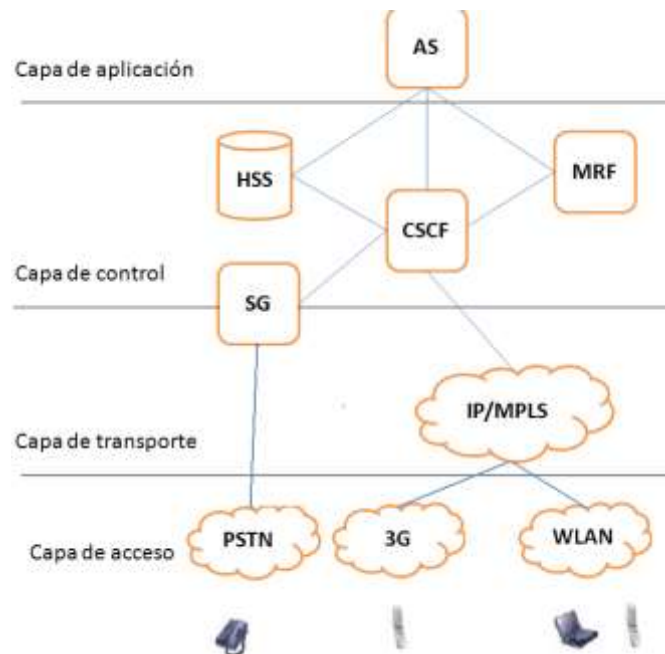 AS
Capa de aplicación
HSS
MRF
CSCF
Capa de control
SG
IP/MPLS
Capa de transporte
PSTN
3G
WLAN
Capa de acceso